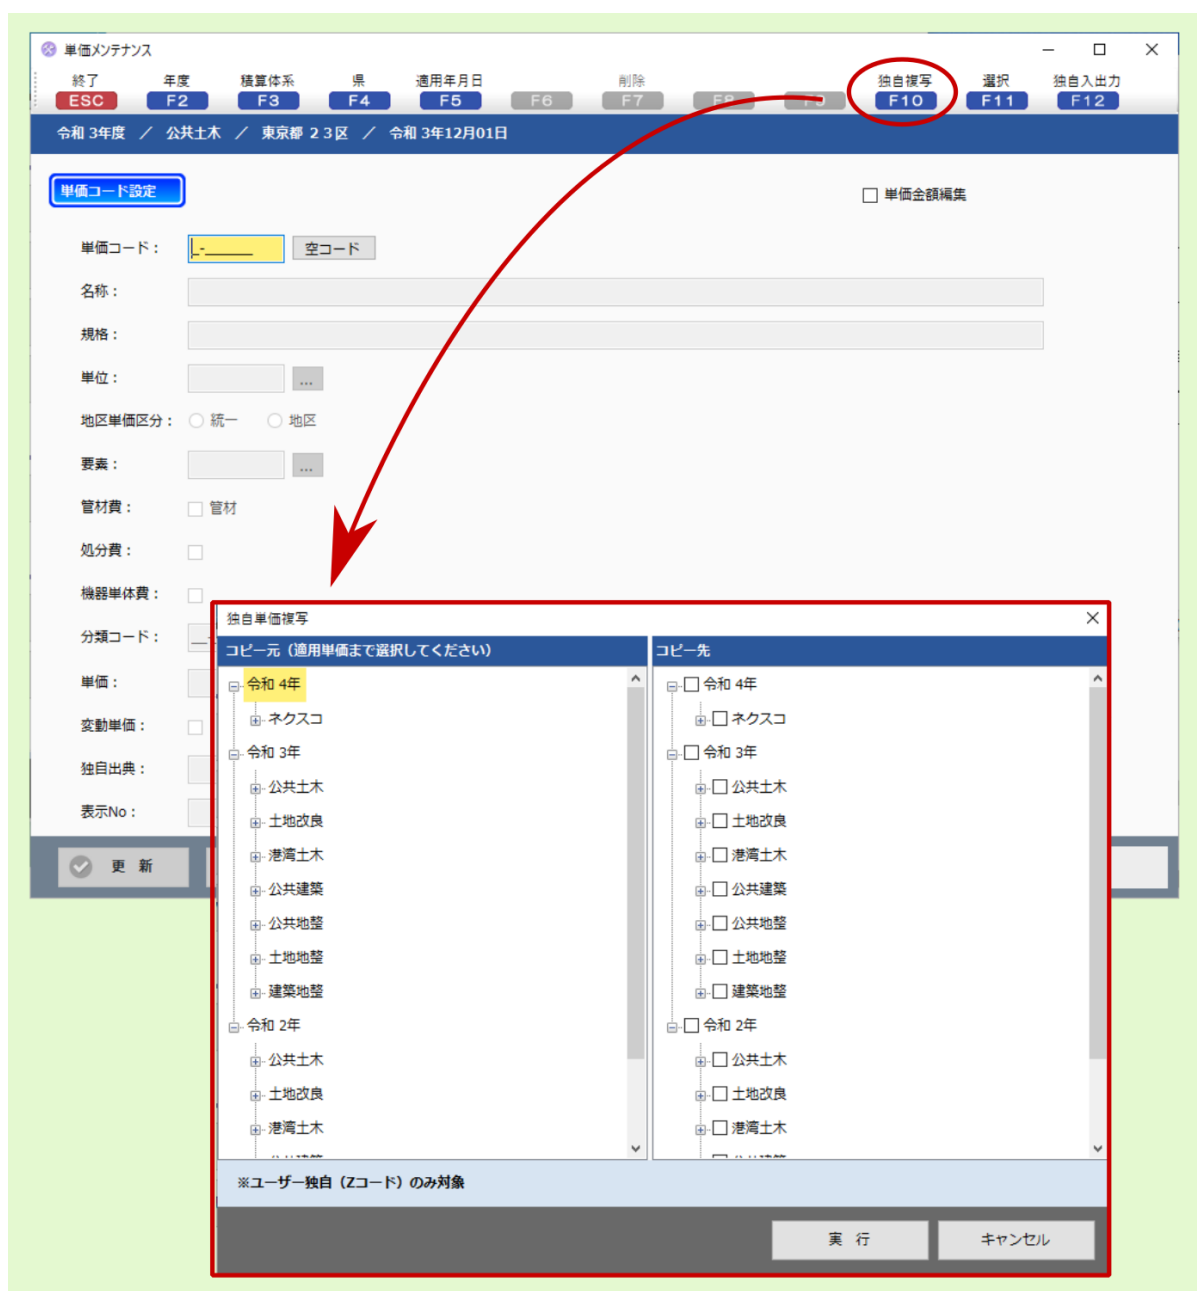 単価メンテナンス
終了 年度 積算体系 県 適用年月日 削除 独自複写 選択 独自入出力
ESC F2 F3 F4 F5 F6 F7 F8 F9 F10 F11 F12
令和 3年度 ／ 公共土木 ／ 東京都 23区 ／ 令和 3年12月01日
単価コード設定
単価金額編集
単価コード： _-______ 空コード
名称：
規格：
単位： ...
地区単価区分： 統一 地区
要素： ...
管材費： 管材
処分費：
機器単体費：
分類コード：
単価：
変動単価：
独自出典：
表示No：
更 新
独自単価複写
コピー元（適用単価まで選択してください）
令和 4年
ネクスコ
令和 3年
公共土木
土地改良
港湾土木
公共建築
公共地整
土地地整
建築地整
令和 2年
公共土木
土地改良
港湾土木
コピー先
令和 4年
ネクスコ
令和 3年
公共土木
土地改良
港湾土木
公共建築
公共地整
土地地整
建築地整
令和 2年
公共土木
土地改良
港湾土木
※ユーザー独自（Zコード）のみ対象
実 行 キャンセル